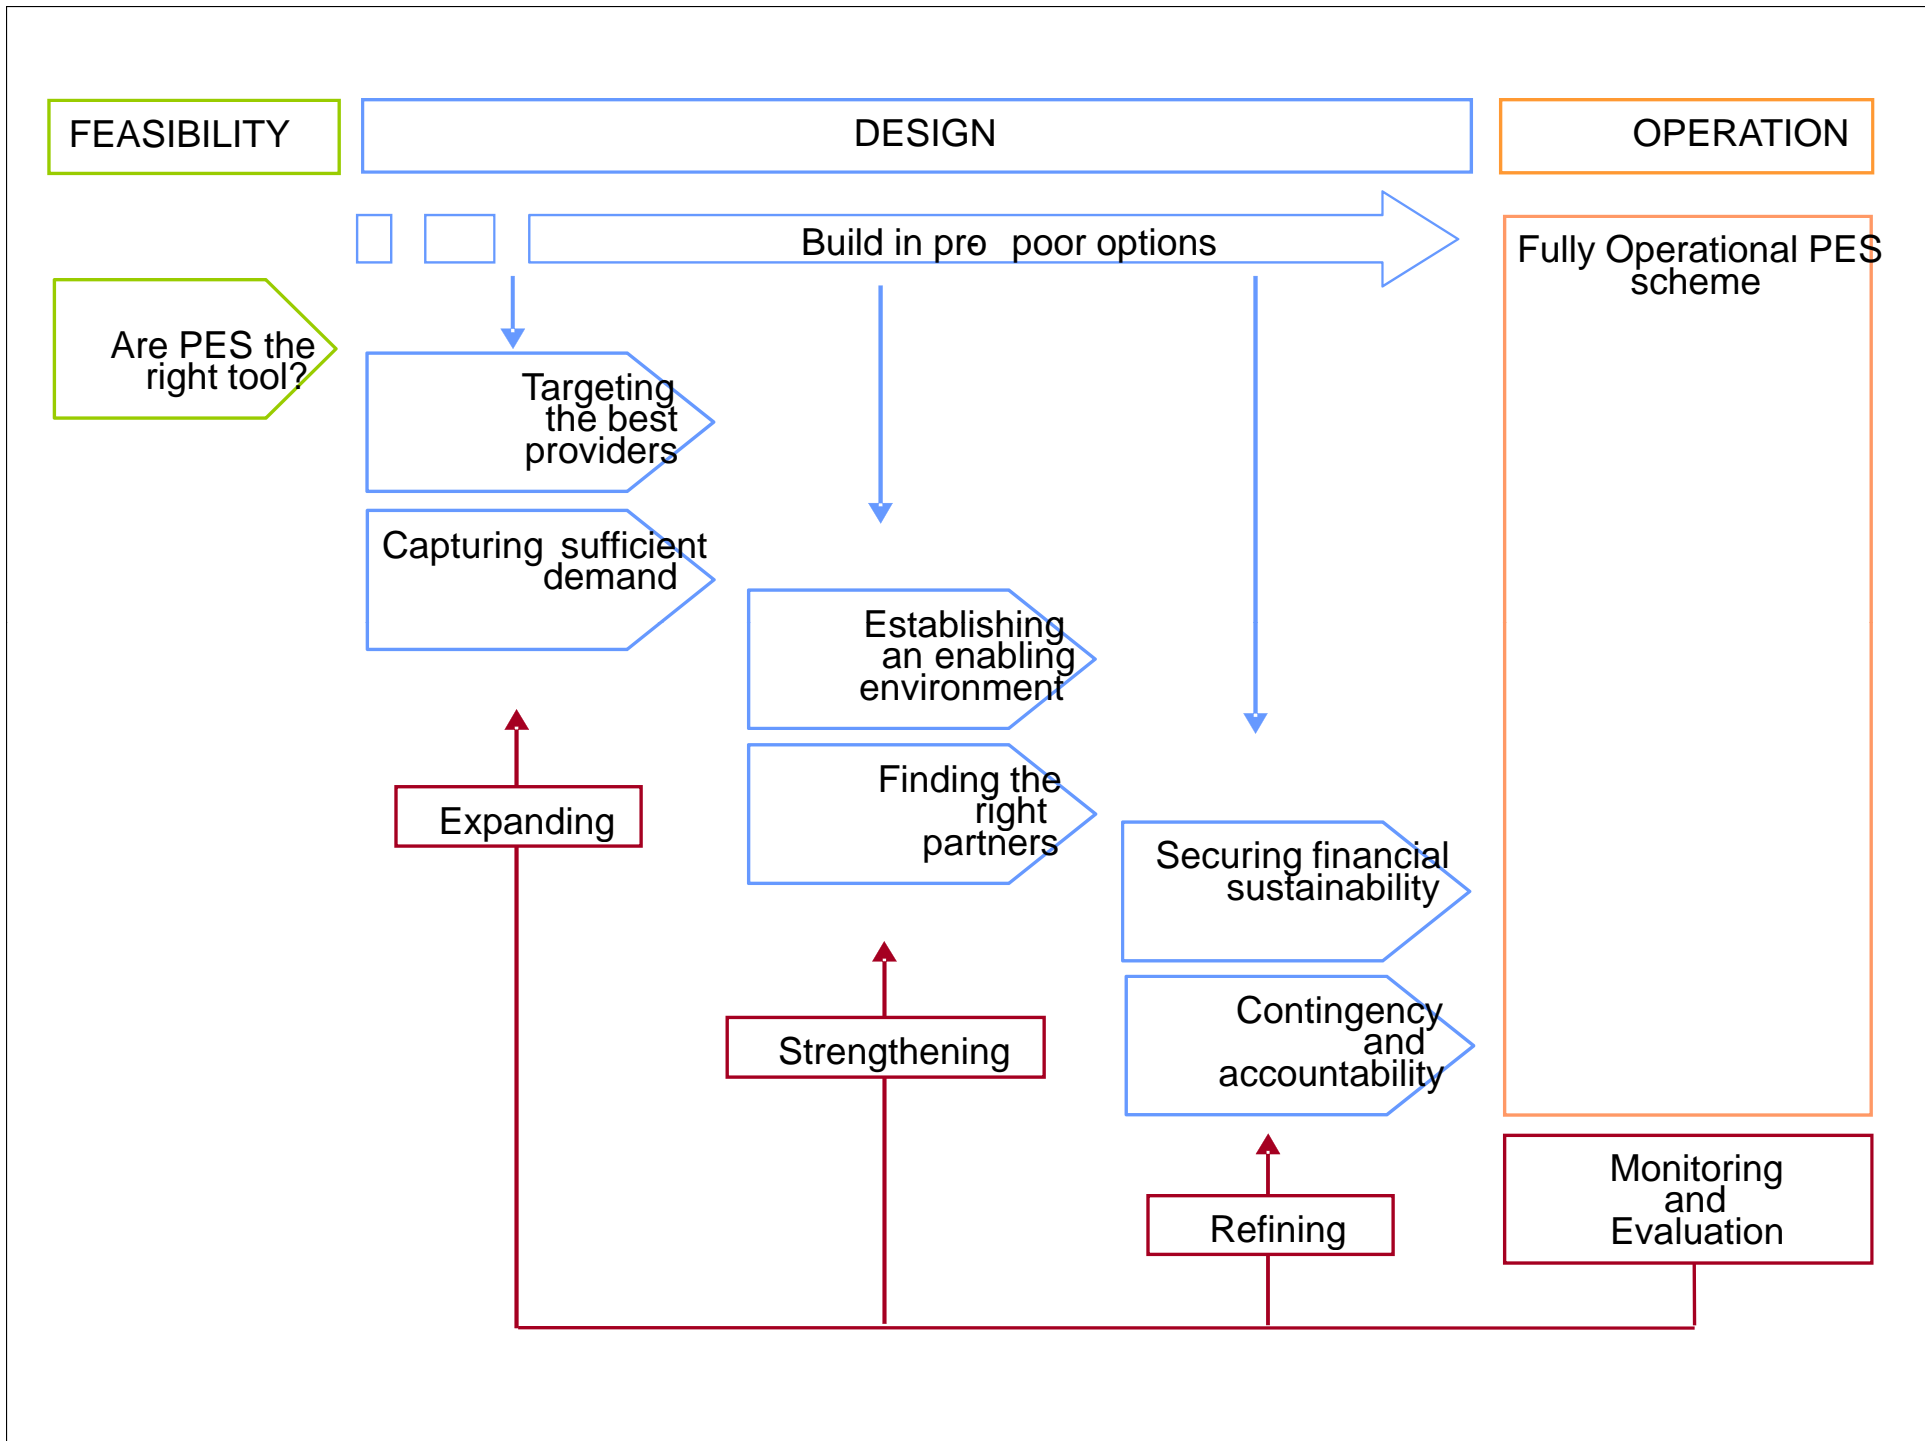 FEASIBILITY
DESIGN
OPERATION
Build in pro-poor options
Fully Operational PES
scheme
Are PES the
right tool?
Targeting
the best
providers
Capturing sufficient
demand
Establishing
an enabling
environment
Finding the
right
partners
Securing financial
sustainability
Contingency
and
accountability
Expanding
Strengthening
Refining
Monitoring
and
Evaluation